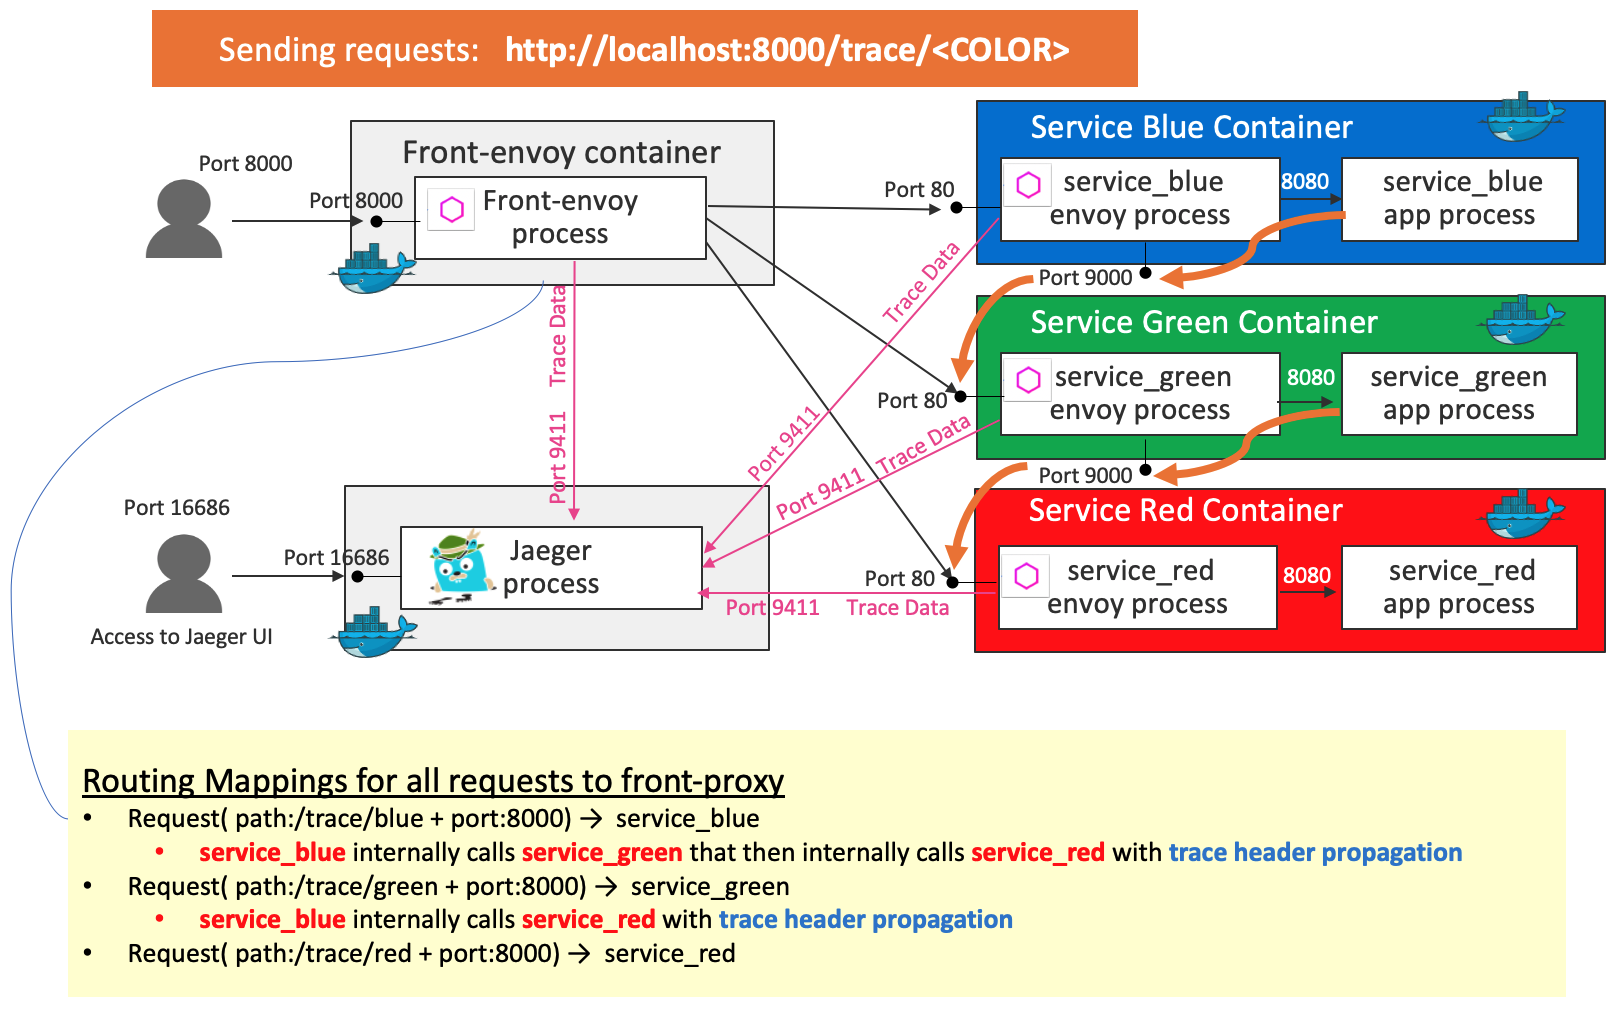 Sending requests: http://localhost:8000/trace/<COLOR>
Port 8000
Port 8000
Front-envoy container
Front-envoy
process
Port 80
Service Blue Container
service_blue
envoy process
8080
service_blue
app process
Port 9000
Trace Data
Port 9411
Trace Data
Port 9411
Service Green Container
Port 80
service_green
envoy process
8080
service_green
app process
Port 9000
Port 9411 Trace Data
Port 16686
Port 16686
Access to Jaeger UI
Jaeger
process
Service Red Container
Port 80
service_red
envoy process
8080
service_red
app process
Port 9411 Trace Data
Routing Mappings for all requests to front-proxy
• Request( path:/trace/blue + port:8000) → service_blue
• service_blue internally calls service_green that then internally calls service_red with trace header propagation
• Request( path:/trace/green + port:8000) → service_green
• service_blue internally calls service_red with trace header propagation
• Request( path:/trace/red + port:8000) → service_red